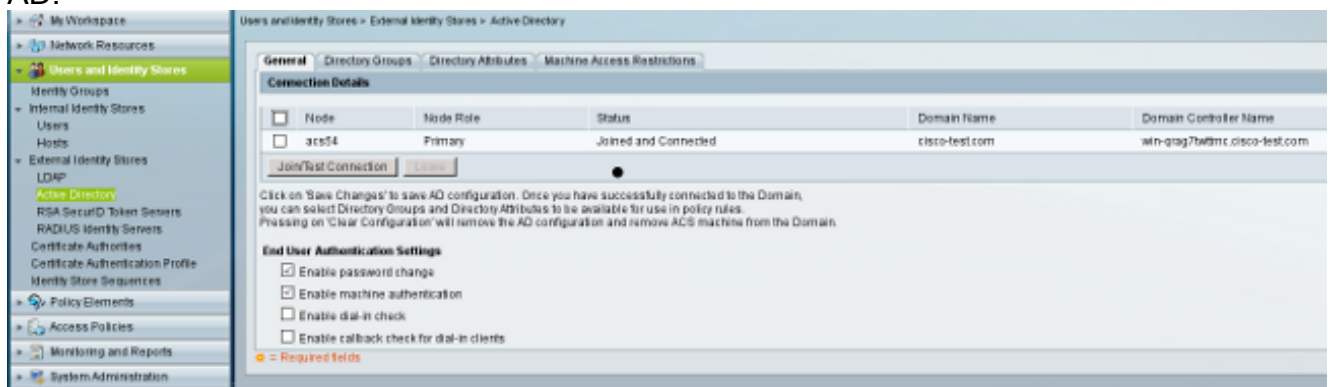 AD.
My Workspace
Network Resources
Users and Identity Stores
Identity Groups
Internal Identity Stores
Users
Hosts
External Identity Stores
LDAP
Active Directory
RSA SecurID Token Servers
RADIUS Identity Servers
Certificate Authorities
Certificate Authentication Profile
Identity Store Sequences
Policy Elements
Access Policies
Monitoring and Reports
System Administration
Users and Identity Stores > External Identity Stores > Active Directory
General Directory Groups Directory Attributes Machine Access Restrictions
Connection Details
Node Node Role Status Domain Name Domain Controller Name
acs54 Primary Joined and Connected cisco-test.com
Join/Test Connection Leave
Click on 'Save Changes' to save AD configuration. Once you have successfully connected to the Domain,
you can select Directory Groups and Directory Attributes to be available for use in policy rules.
Pressing on 'Clear Configuration' will remove the AD configuration and remove ACS machine from the Domain.
End User Authentication Settings
Enable password change
Enable machine authentication
Enable dial-in check
Enable callback check for dial-in clients
= Required fields